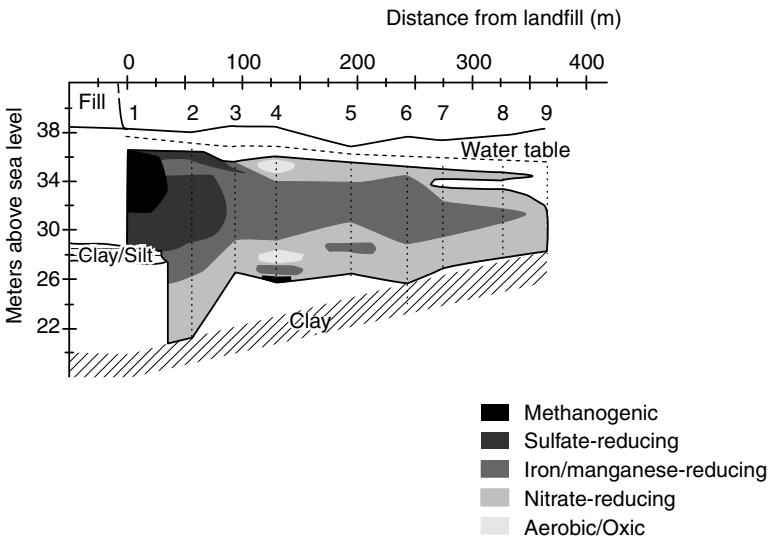 Distance from landfill (m)
0 100 200 300 400
Fill
1 2 3 4 5 6 7 8 9
Meters above sea level
38
Water table
34
30
Clay/Silt
26
22
Clay
Methanogenic
Sulfate-reducing
Iron/manganese-reducing
Nitrate-reducing
Aerobic/Oxic